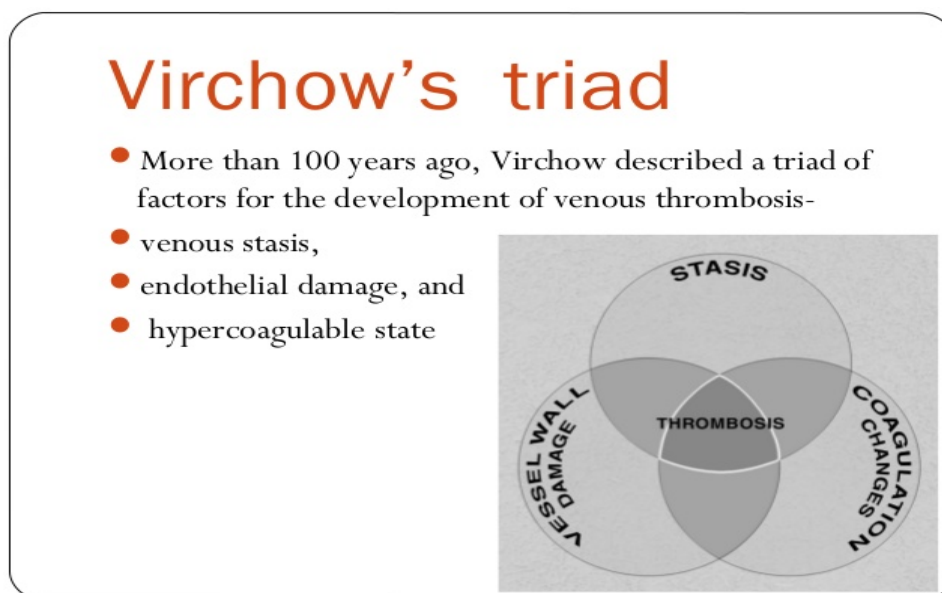 Virchow's triad
• More than 100 years ago, Virchow described a triad of
factors for the development of venous thrombosis-
• venous stasis,
• endothelial damage, and
• hypercoagulable state
STASIS
THROMBOSIS
VESSEL WALL
DAMAGE
COAGULATION
CHANGES